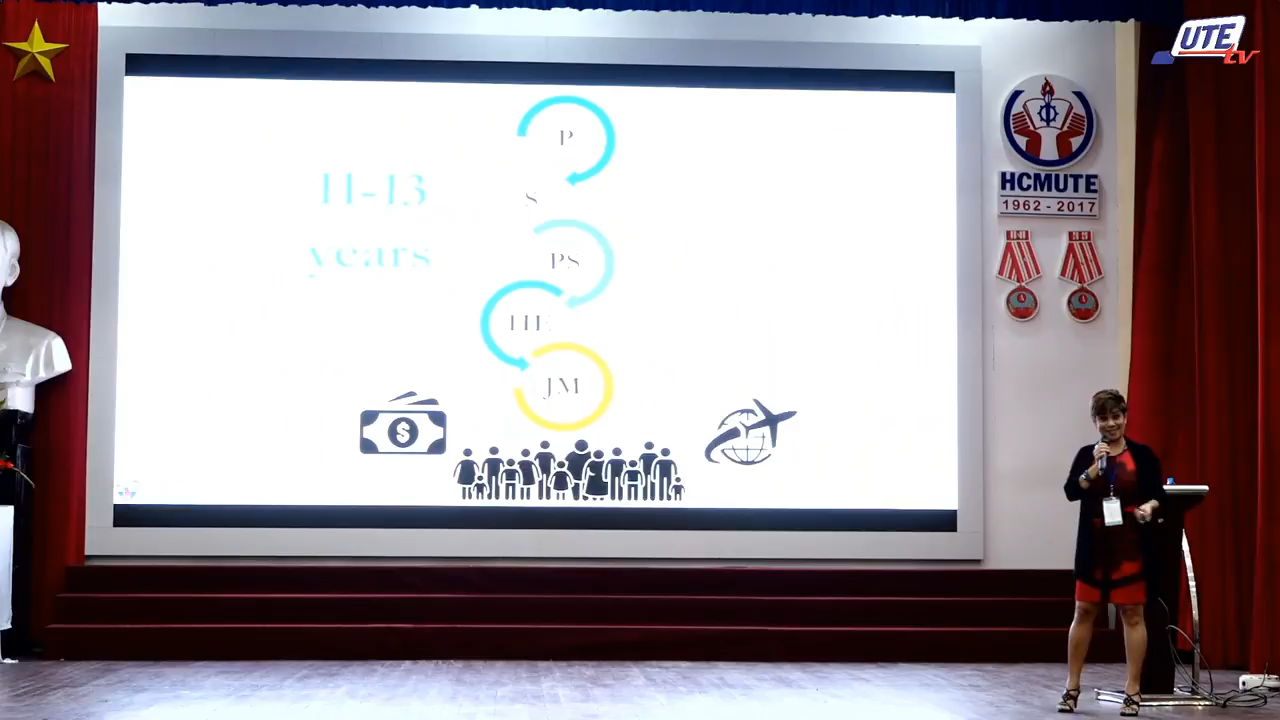 UTE
tv
P
11-13
years
S
PS
HE
JM
$
HCMUTE
1962 - 2017